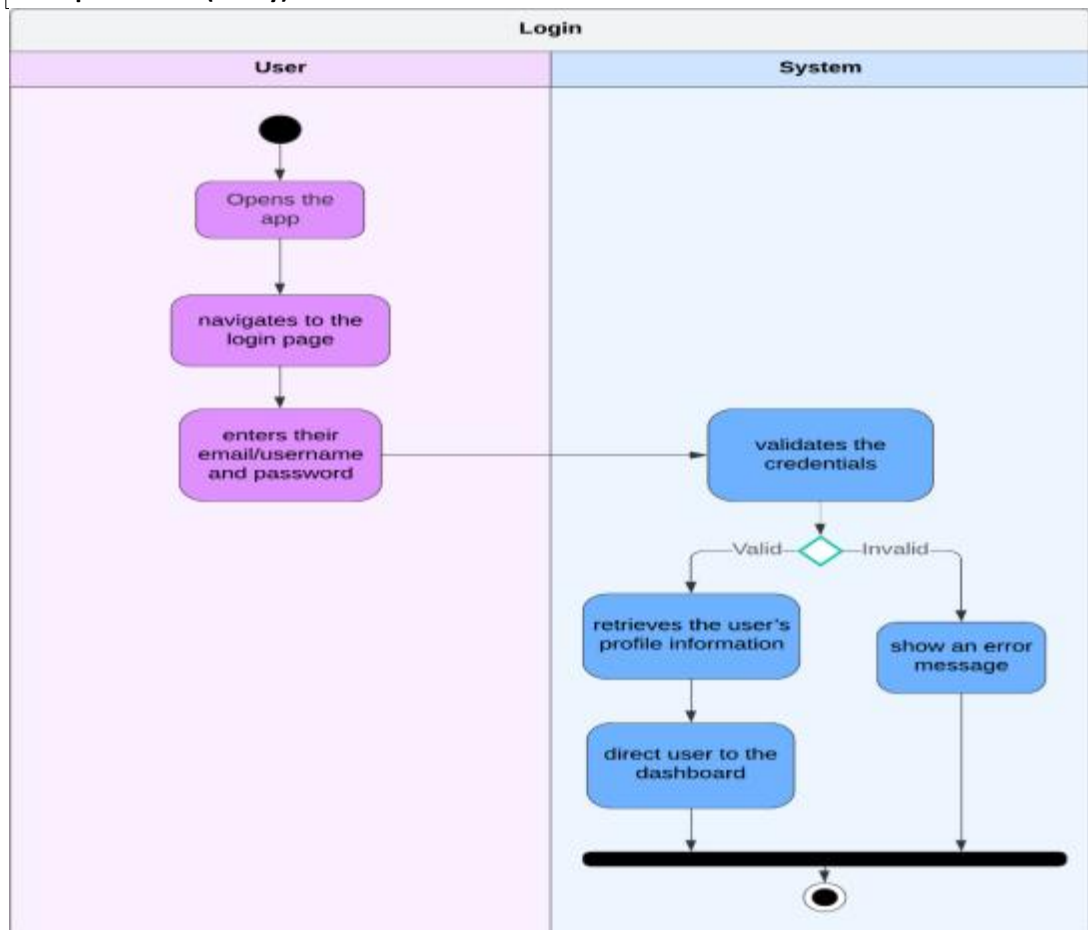 Login
User
System
Opens the
app
navigates to the
login page
enters their
email/username
and password
validates the
credentials
Valid
Invalid
retrieves the user's
profile information
show an error
message
direct user to the
dashboard